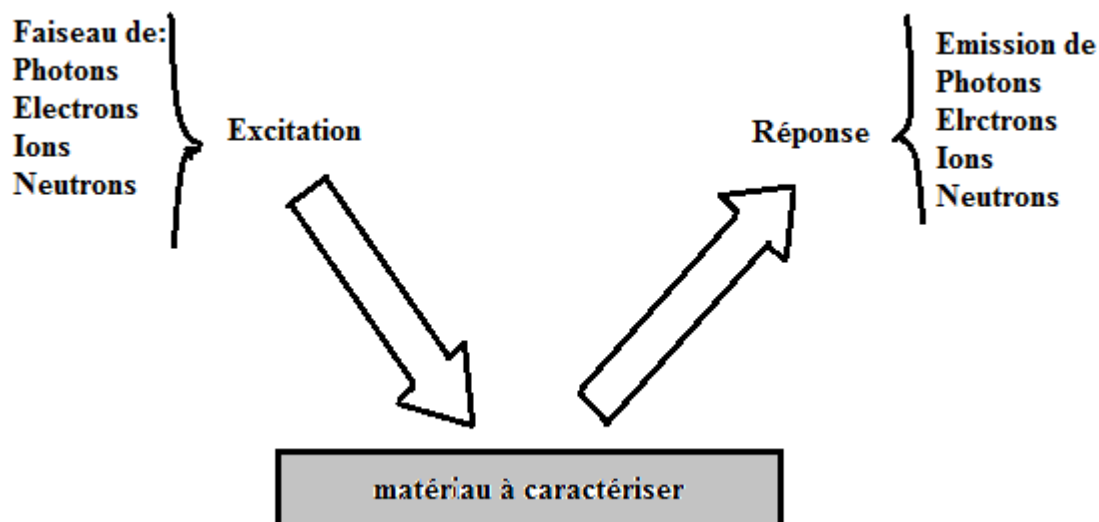 Faiseau de:
Photons
Electrons
Ions
Neutrons
Excitation
Réponse
Emission de
Photons
Elrctrons
Ions
Neutrons
matériau à caractériser